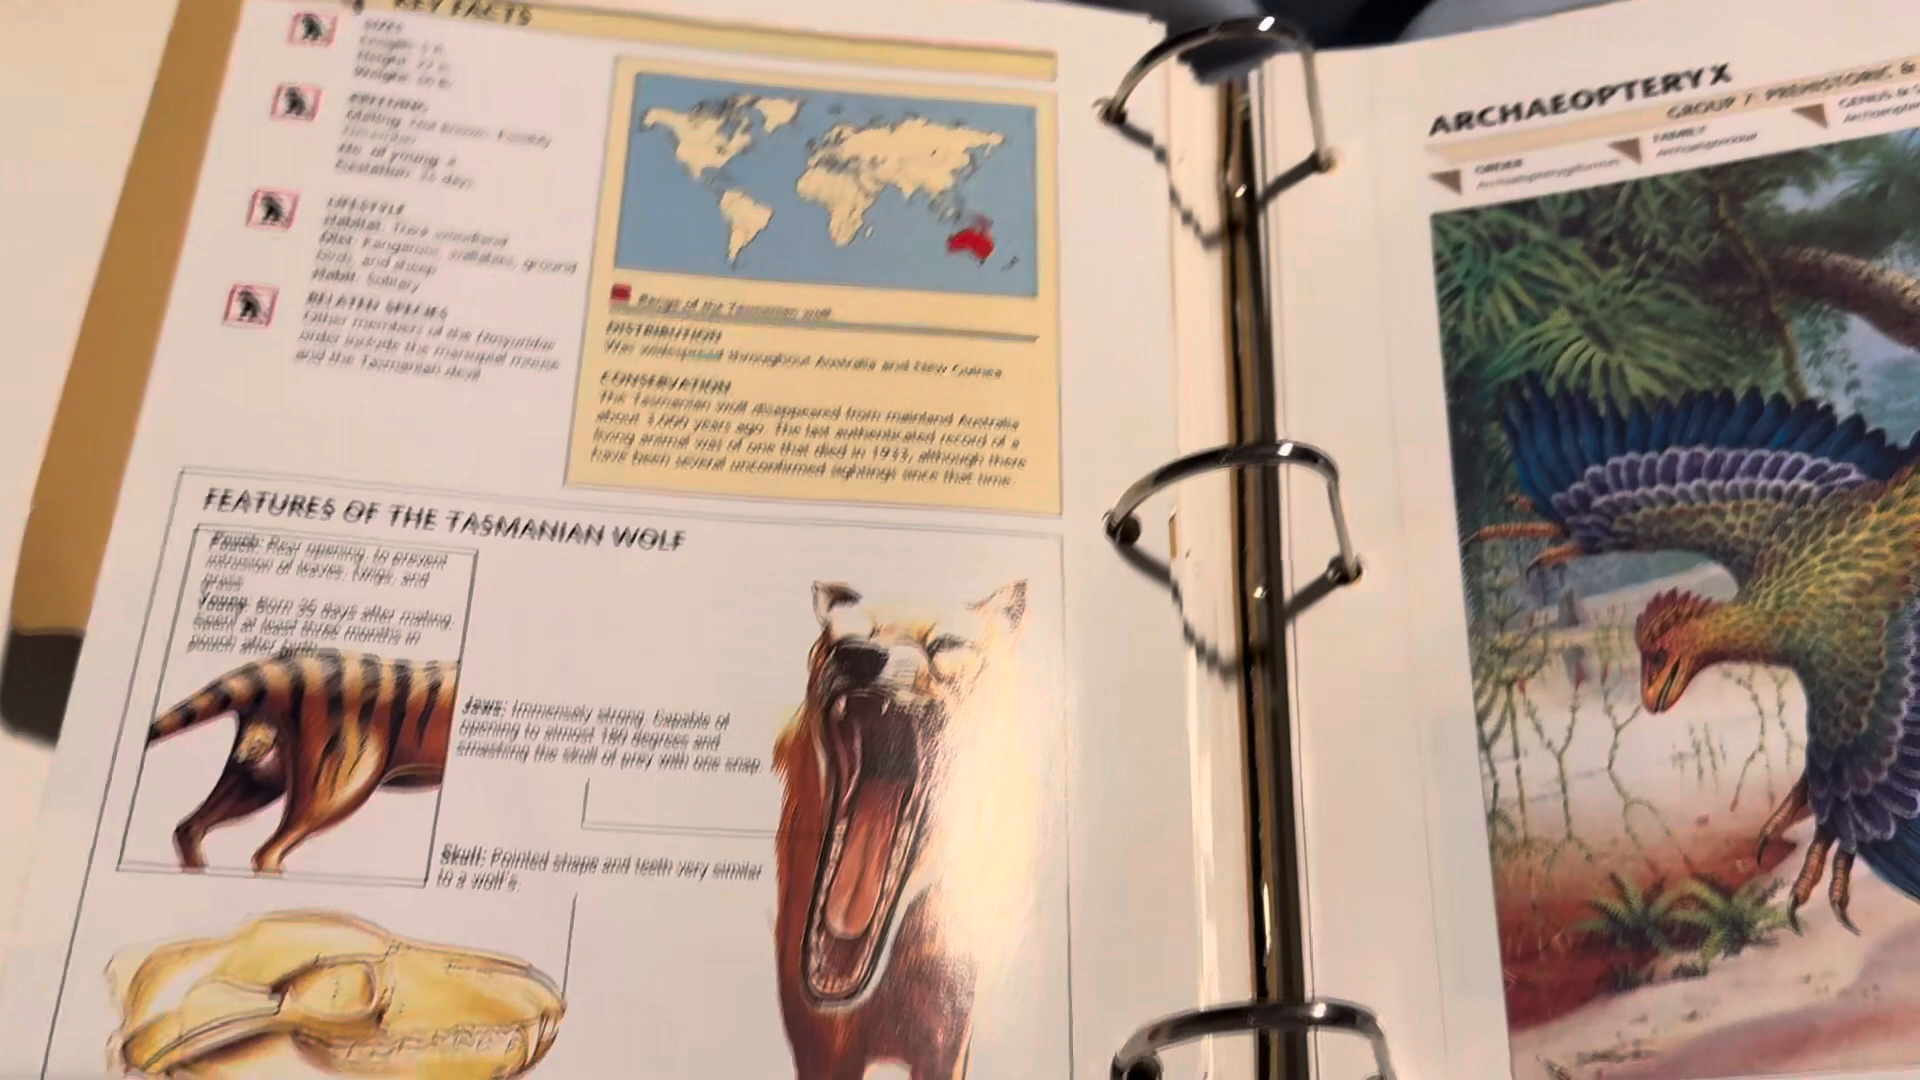 KEY FACTS
SIZES
Length: 5 ft.
Height:
Weight: 60 lb.
BREEDING
Mating: Not known. Possibly
December.
No. of young:
Gestation: 35 days.
LIFESTYLE
Habitat: woodland.
Diet: Kangaroos, wallabies, ground
birds, and sheep.
Habit: Solitary.
RELATED SPECIES
Other members of the
order include the marsupial
and the Tasmanian devil.
Range of the Tasmanian wolf.
DISTRIBUTION
Was widespread throughout Australia and New Guinea.
CONSERVATION
The Tasmanian wolf disappeared from mainland Australia
about 3,000 years ago. The last authenticated record of a
living animal was of one that died in 1933, although there
have been several unconfirmed sightings since that time.
FEATURES OF THE TASMANIAN WOLF
Pouch: Rear opening, to prevent
intrusion of leaves, twigs, and
grass.
Young: Born 35 days after mating.
Spent at least three months in
pouch after birth.
Jaws: Immensely strong. Capable of
opening to almost 180 degrees and
smashing the skull of prey with one snap.
Skull: Pointed shape and teeth very similar
to a wolf's.
ARCHAEOPTERYX
GROUP 7: PREHISTORIC &
ORDER
Archaeopterygiformes
FAMILY
GENUS &